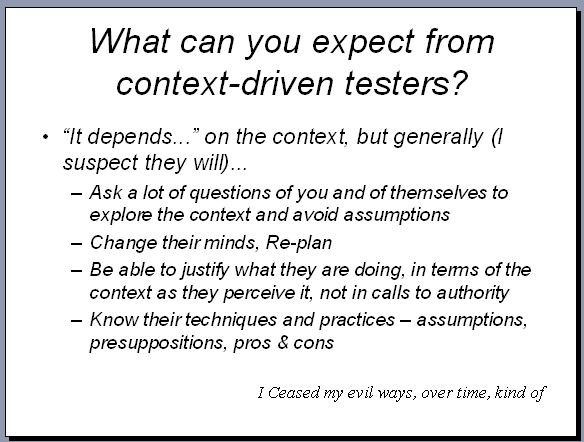 What can you expect from
context-driven testers?
• “It depends...” on the context, but generally (I
suspect they will)...
– Ask a lot of questions of you and of themselves to
explore the context and avoid assumptions
– Change their minds, Re-plan
– Be able to justify what they are doing, in terms of the
context as they perceive it, not in calls to authority
– Know their techniques and practices – assumptions,
presuppositions, pros & cons
I Ceased my evil ways, over time, kind of